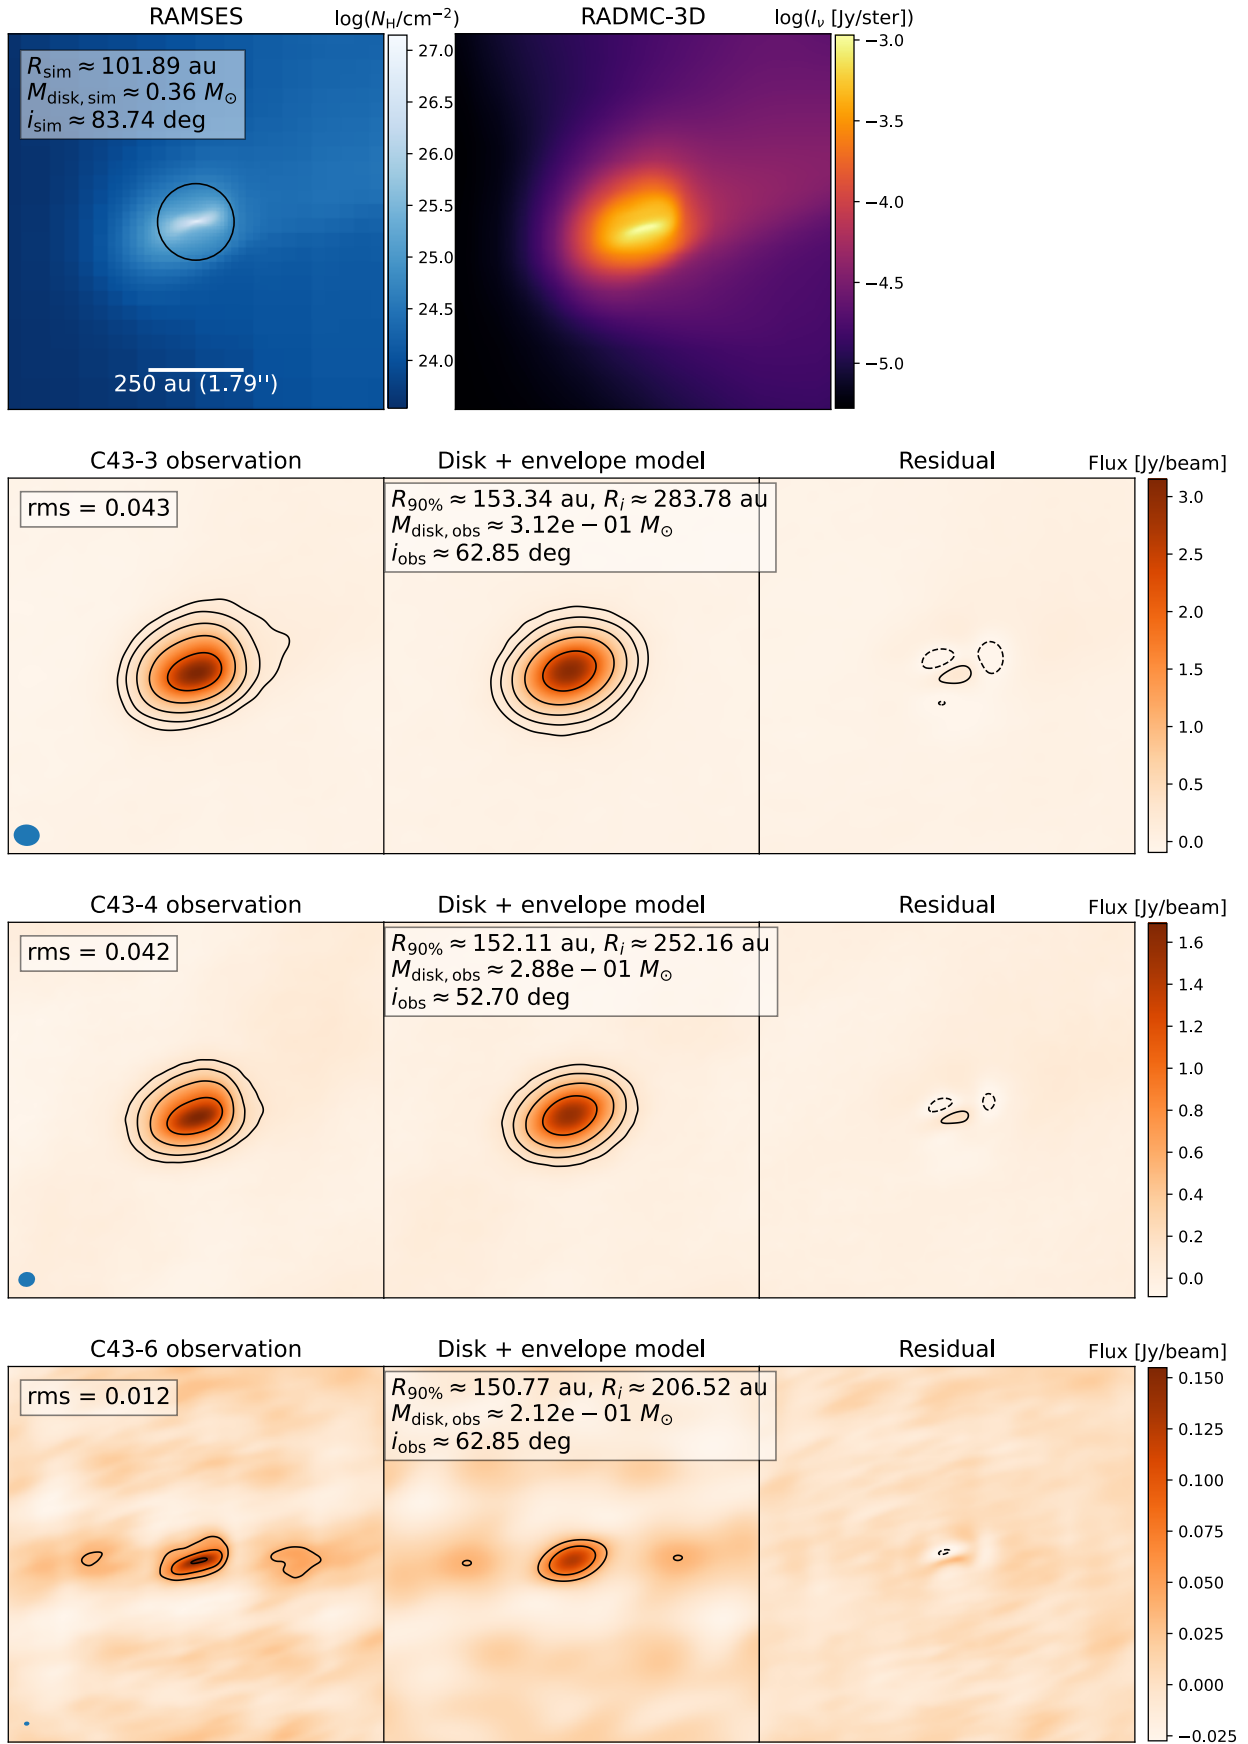 RAMSES
log(N_H/cm⁻²)
RADMC-3D
log(I_ν [Jy/ster])
R_sim ≈ 101.89 au
M_disk, sim ≈ 0.36 M_⊙
i_sim ≈ 83.74 deg
250 au (1.79'')
27.0
26.5
26.0
25.5
25.0
24.5
24.0
−3.0
−3.5
−4.0
−4.5
−5.0
C43-3 observation
Disk + envelope model
Residual
Flux [Jy/beam]
rms = 0.043
R_90% ≈ 153.34 au, R_i ≈ 283.78 au
M_disk, obs ≈ 3.12e − 01 M_⊙
i_obs ≈ 62.85 deg
3.0
2.5
2.0
1.5
1.0
0.5
0.0
C43-4 observation
Disk + envelope model
Residual
Flux [Jy/beam]
rms = 0.042
R_90% ≈ 152.11 au, R_i ≈ 252.16 au
M_disk, obs ≈ 2.88e − 01 M_⊙
i_obs ≈ 52.70 deg
1.6
1.4
1.2
1.0
0.8
0.6
0.4
0.2
0.0
C43-6 observation
Disk + envelope model
Residual
Flux [Jy/beam]
rms = 0.012
R_90% ≈ 150.77 au, R_i ≈ 206.52 au
M_disk, obs ≈ 2.12e − 01 M_⊙
i_obs ≈ 62.85 deg
0.150
0.125
0.100
0.075
0.050
0.025
0.000
−0.025